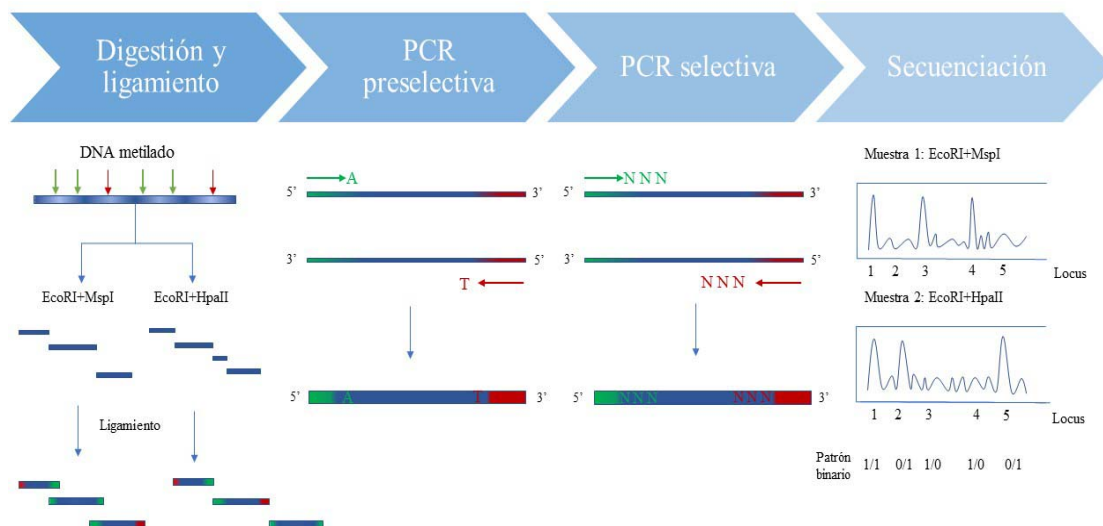 Digestión y
ligamiento
PCR
preselectiva
PCR selectiva
Secuenciación
DNA metilado
EcoRI+MspI
EcoRI+HpaII
Ligamiento
A
5’
3’
3’
5’
T
5’
A
T
3’
N N N
5’
3’
3’
5’
N N N
5’
N N N
N N N
3’
Muestra 1: EcoRI+MspI
1 2 3 4 5
Locus
Muestra 2: EcoRI+HpaII
1 2 3 4 5
Locus
Patrón
binario
1/1 0/1 1/0 1/0 0/1